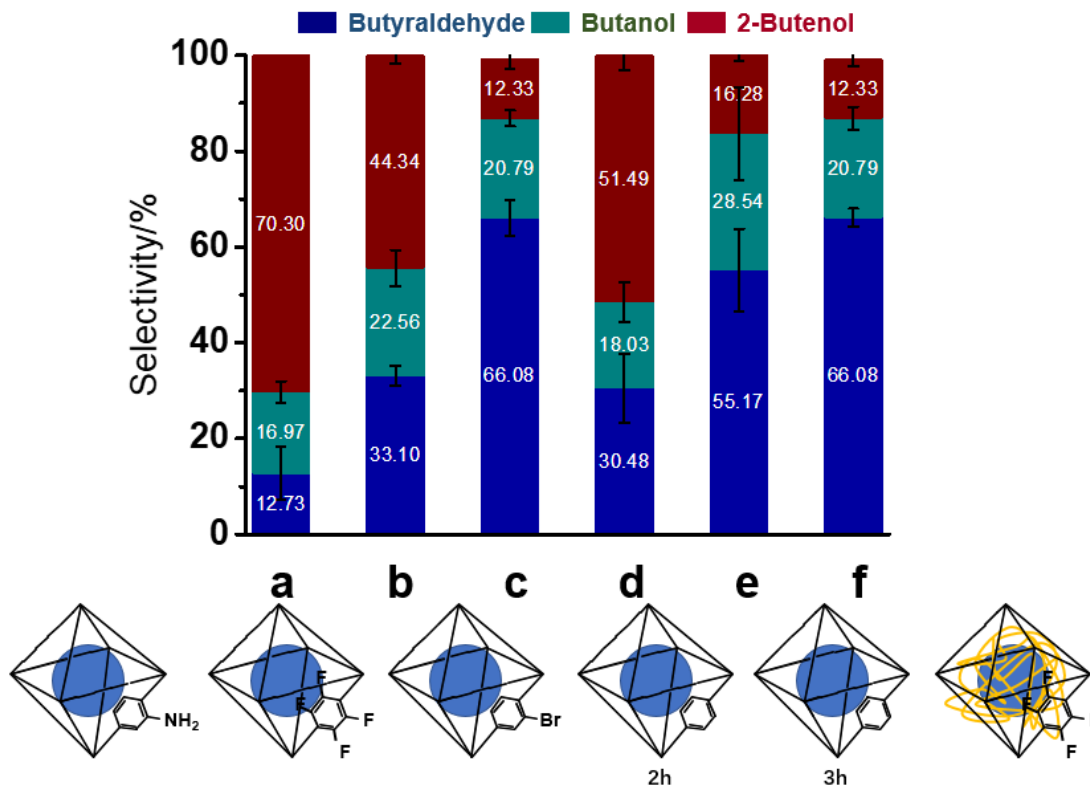 Butyraldehyde Butanol 2-Butenol
Selectivity/%
100
80
60
40
20
0
70.30
16.97
12.73
44.34
22.56
33.10
12.33
20.79
66.08
51.49
18.03
30.48
16.28
28.54
55.17
12.33
20.79
66.08
a b c d e f
NH2
F
F
F
F
Br
2h
3h
F
F
F